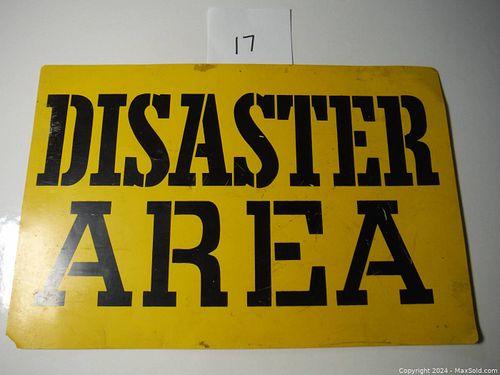 17
DISASTER
AREA
Copyright 2024 - MaxSold.com